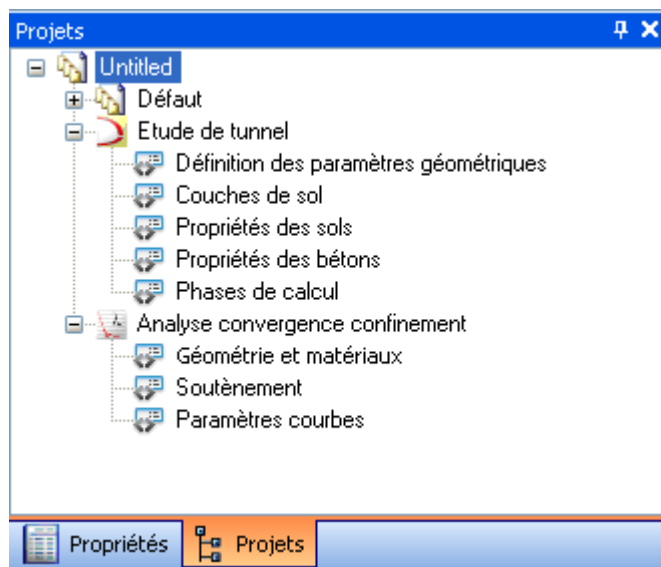 Projets
Untitled
Défaut
Etude de tunnel
Définition des paramètres géométriques
Couches de sol
Propriétés des sols
Propriétés des bétons
Phases de calcul
Analyse convergence confinement
Géométrie et matériaux
Soutènement
Paramètres courbes
Propriétés Projets